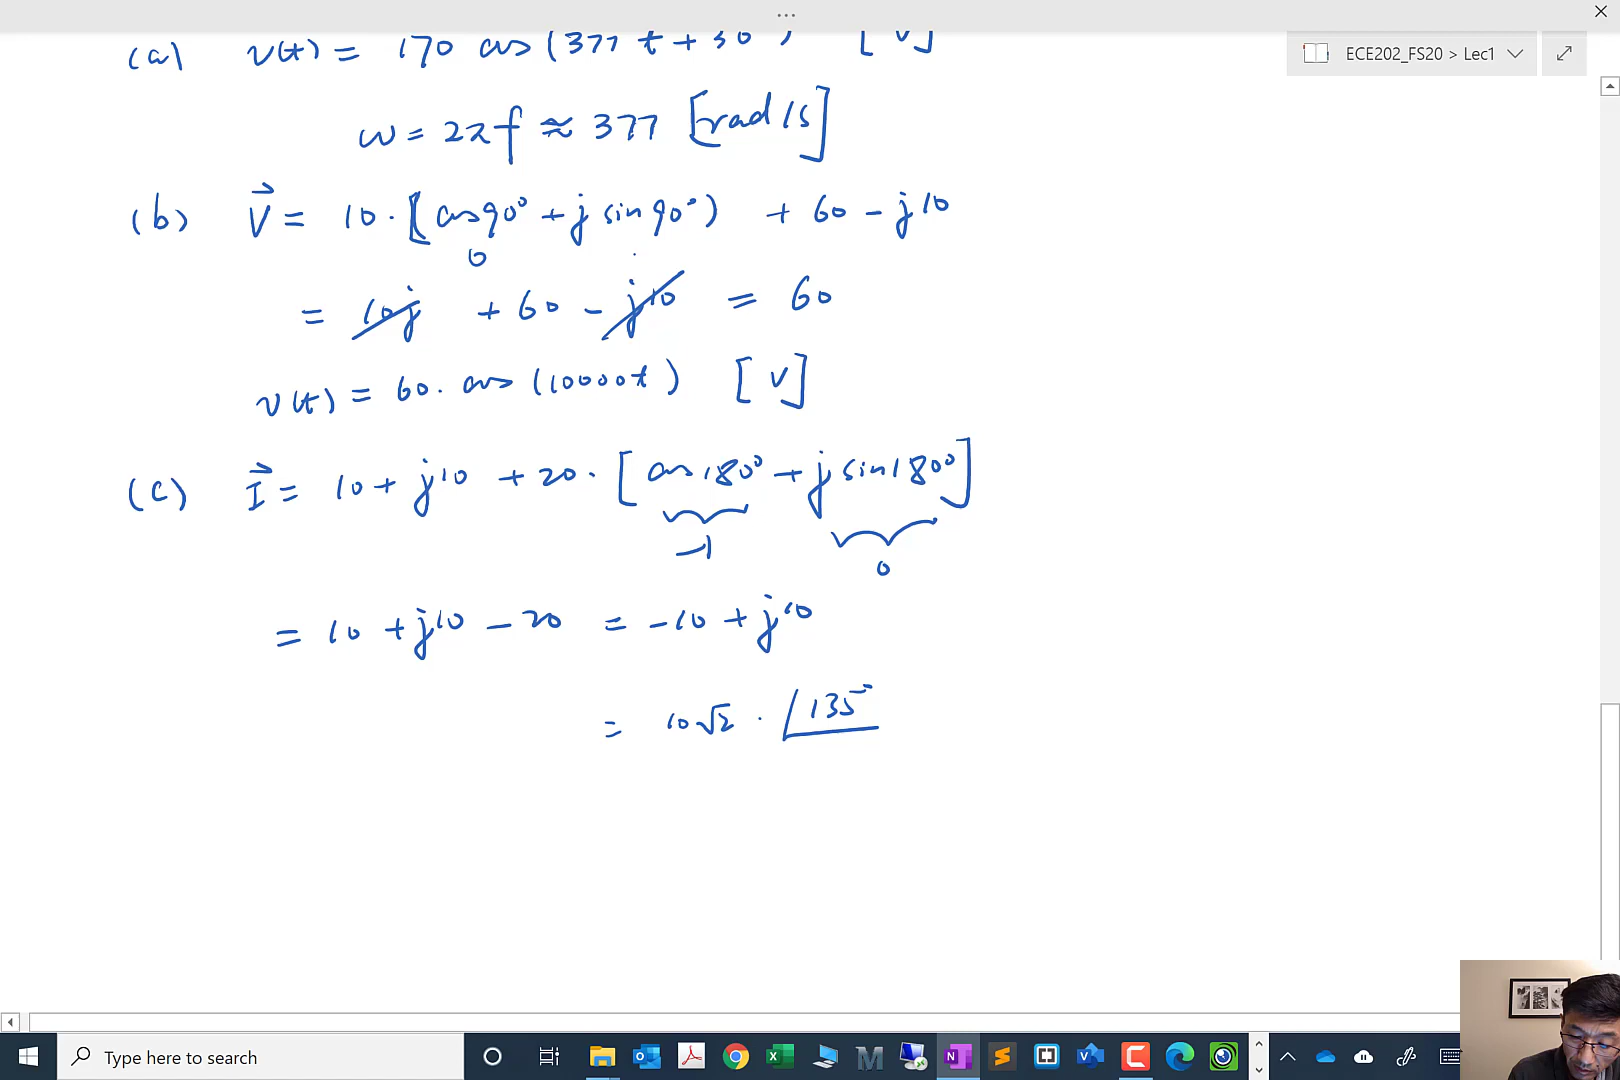 (a) v(t) = 170 cos(377t+30°) [V]
ECE202_FS20 > Lec1
ω = 2πf ≈ 377 [rad/s]
(b) V⃗ = 10·[cos90°+j sin90°) + 60 - j10
0
= 10j + 60 - j10 = 60
v(t) = 60· cos(10000t) [V]
(c) I⃗ = 10+j10 +20·[cos180°+j sin180°]
-1
0
= 10 +j10 - 20 = -10 + j10
= 10√2 · ∠135°
Type here to search